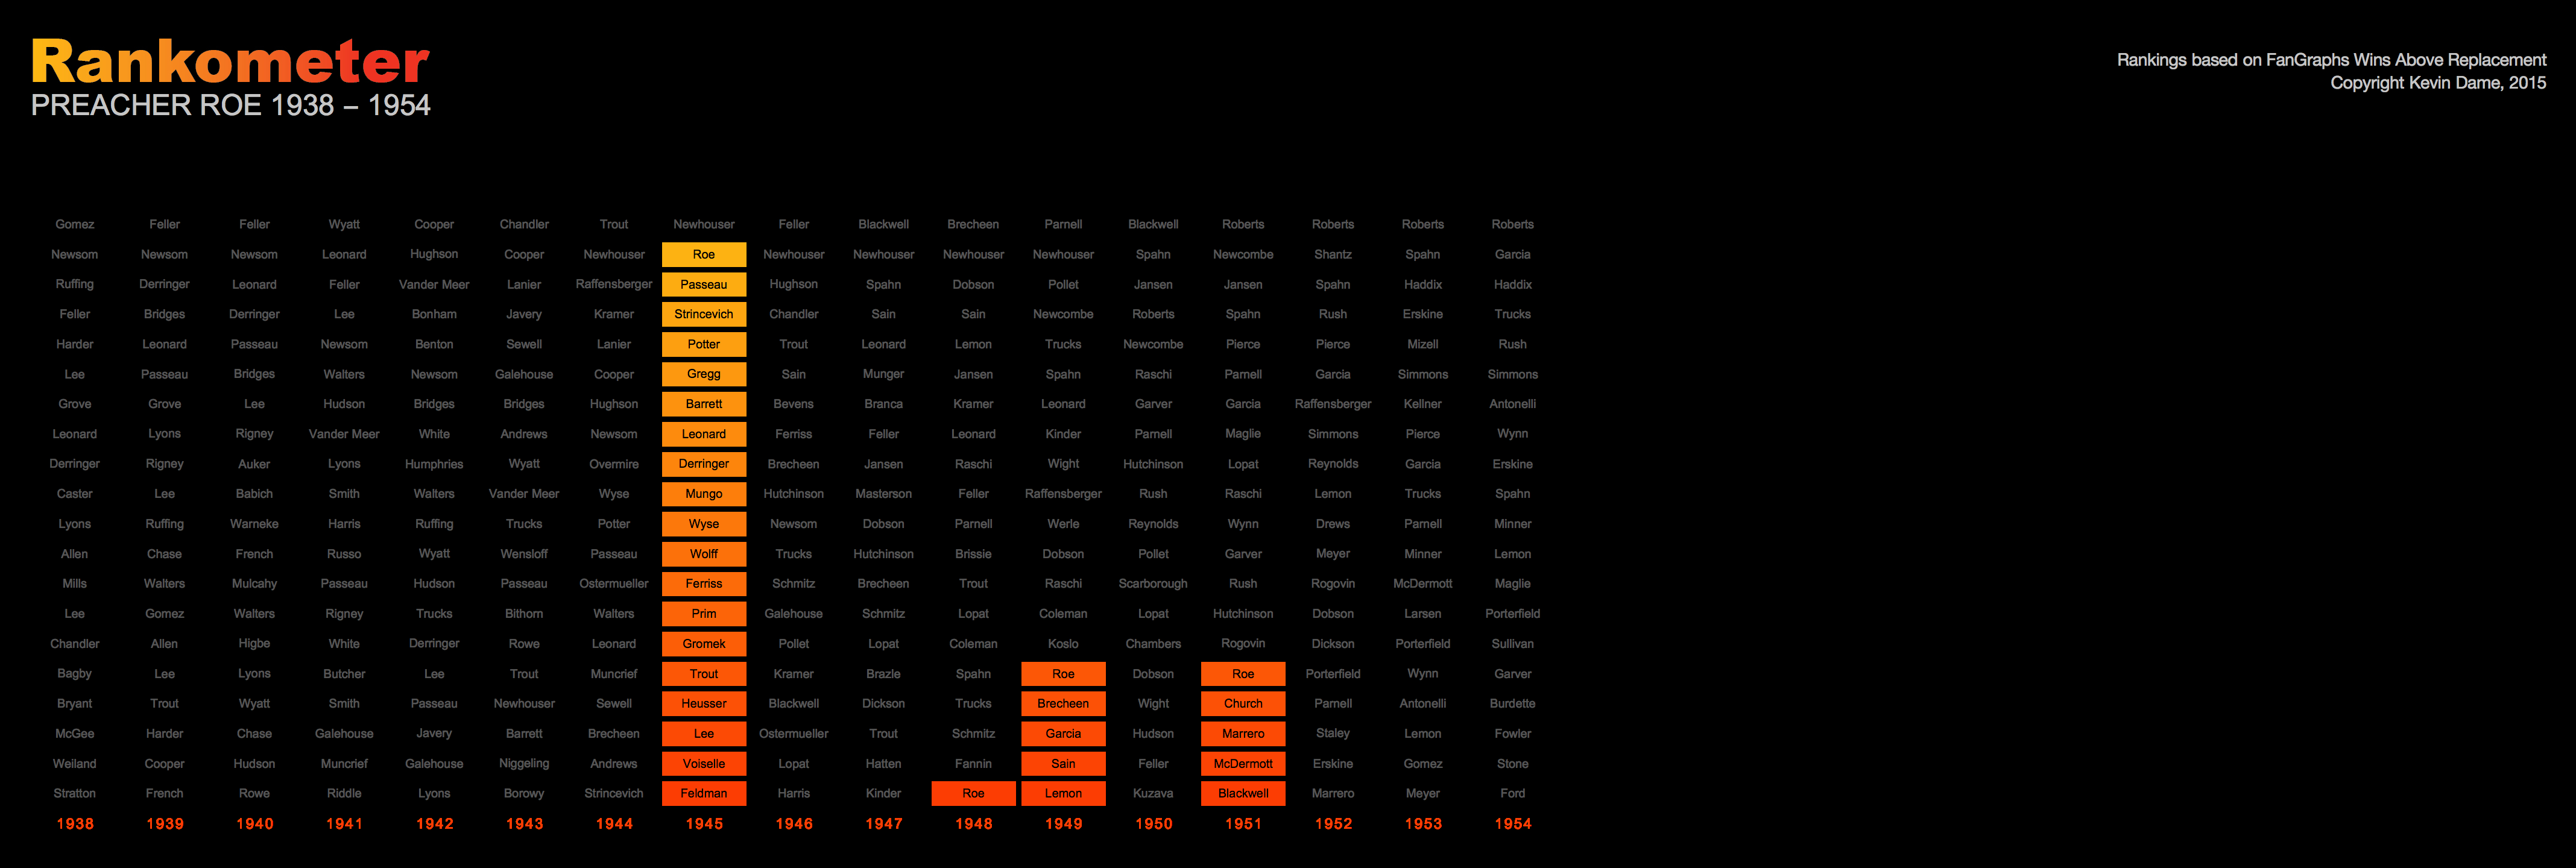 Rankometer
PREACHER ROE 1938 – 1954
Rankings based on FanGraphs Wins Above Replacement
Copyright Kevin Dame, 2015
Gomez Feller Feller Wyatt Cooper Chandler Trout Newhouser Feller Blackwell Brecheen Parnell Blackwell Roberts Roberts Roberts Roberts
Newsom Newsom Newsom Leonard Hughson Cooper Newhouser Roe Newhouser Newhouser Newhouser Newhouser Spahn Newcombe Shantz Spahn Garcia
Ruffing Derringer Leonard Feller Vander Meer Lanier Raffensberger Passeau Hughson Spahn Dobson Pollet Jansen Jansen Spahn Haddix Haddix
Feller Bridges Derringer Lee Bonham Javery Kramer Strincevich Chandler Sain Sain Newcombe Roberts Spahn Rush Erskine Trucks
Harder Leonard Passeau Newsom Benton Sewell Lanier Potter Trout Leonard Lemon Trucks Newcombe Pierce Pierce Mizell Rush
Lee Passeau Bridges Walters Newsom Galehouse Cooper Gregg Sain Munger Jansen Spahn Raschi Parnell Garcia Simmons Simmons
Grove Grove Lee Hudson Bridges Bridges Hughson Barrett Bevens Branca Kramer Leonard Garver Garcia Raffensberger Kellner Antonelli
Leonard Lyons Rigney Vander Meer White Andrews Newsom Leonard Ferriss Feller Leonard Kinder Parnell Maglie Simmons Pierce Wynn
Derringer Rigney Auker Lyons Humphries Wyatt Overmire Derringer Brecheen Jansen Raschi Wight Hutchinson Lopat Reynolds Garcia Erskine
Caster Lee Babich Smith Walters Vander Meer Wyse Mungo Hutchinson Masterson Feller Raffensberger Rush Raschi Lemon Trucks Spahn
Lyons Ruffing Warneke Harris Ruffing Trucks Potter Wyse Newsom Dobson Parnell Werle Reynolds Wynn Drews Parnell Minner
Allen Chase French Russo Wyatt Wensloff Passeau Wolff Trucks Hutchinson Brissie Dobson Pollet Garver Meyer Minner Lemon
Mills Walters Mulcahy Passeau Hudson Passeau Ostermueller Ferriss Schmitz Brecheen Trout Raschi Scarborough Rush Rogovin McDermott Maglie
Lee Gomez Walters Rigney Trucks Bithorn Walters Prim Galehouse Schmitz Lopat Coleman Lopat Hutchinson Dobson Larsen Porterfield
Chandler Allen Higbe White Derringer Rowe Leonard Gromek Pollet Lopat Coleman Koslo Chambers Rogovin Dickson Porterfield Sullivan
Bagby Lee Lyons Butcher Lee Trout Muncrief Trout Kramer Brazle Spahn Roe Dobson Roe Porterfield Wynn Garver
Bryant Trout Wyatt Smith Passeau Newhouser Sewell Heusser Blackwell Dickson Trucks Brecheen Wight Church Parnell Antonelli Burdette
McGee Harder Chase Galehouse Javery Barrett Brecheen Lee Ostermueller Trout Schmitz Garcia Hudson Marrero Staley Lemon Fowler
Weiland Cooper Hudson Muncrief Galehouse Niggeling Andrews Voiselle Lopat Hatten Fannin Sain Feller McDermott Erskine Gomez Stone
Stratton French Rowe Riddle Lyons Borowy Strincevich Feldman Harris Kinder Roe Lemon Kuzava Blackwell Marrero Meyer Ford
1938 1939 1940 1941 1942 1943 1944 1945 1946 1947 1948 1949 1950 1951 1952 1953 1954